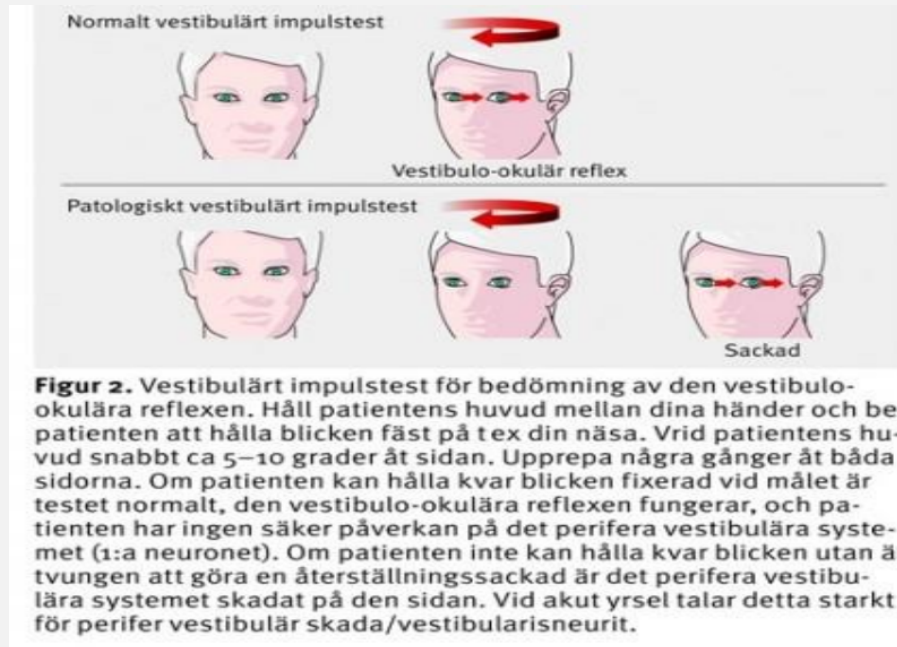 Normalt vestibulärt impulstest
Vestibulo-okulär reflex
Patologiskt vestibulärt impulstest
Sackad
Figur 2. Vestibulärt impulstest för bedömning av den vestibulo-
okulära reflexen. Håll patientens huvud mellan dina händer och be
patienten att hålla blicken fäst på t ex din näsa. Vrid patientens hu-
vud snabbt ca 5–10 grader åt sidan. Upprepa några gånger åt båda
sidorna. Om patienten kan hålla kvar blicken fixerad vid målet är
testet normalt, den vestibulo-okulära reflexen fungerar, och pa-
tienten har ingen säker påverkan på det perifera vestibulära syste-
met (1:a neuronet). Om patienten inte kan hålla kvar blicken utan
tvungen att göra en återställningssackad är det perifera vestibu-
lära systemet skadat på den sidan. Vid akut yrsel talar detta starkt
för perifer vestibulär skada/vestibularisneurit.